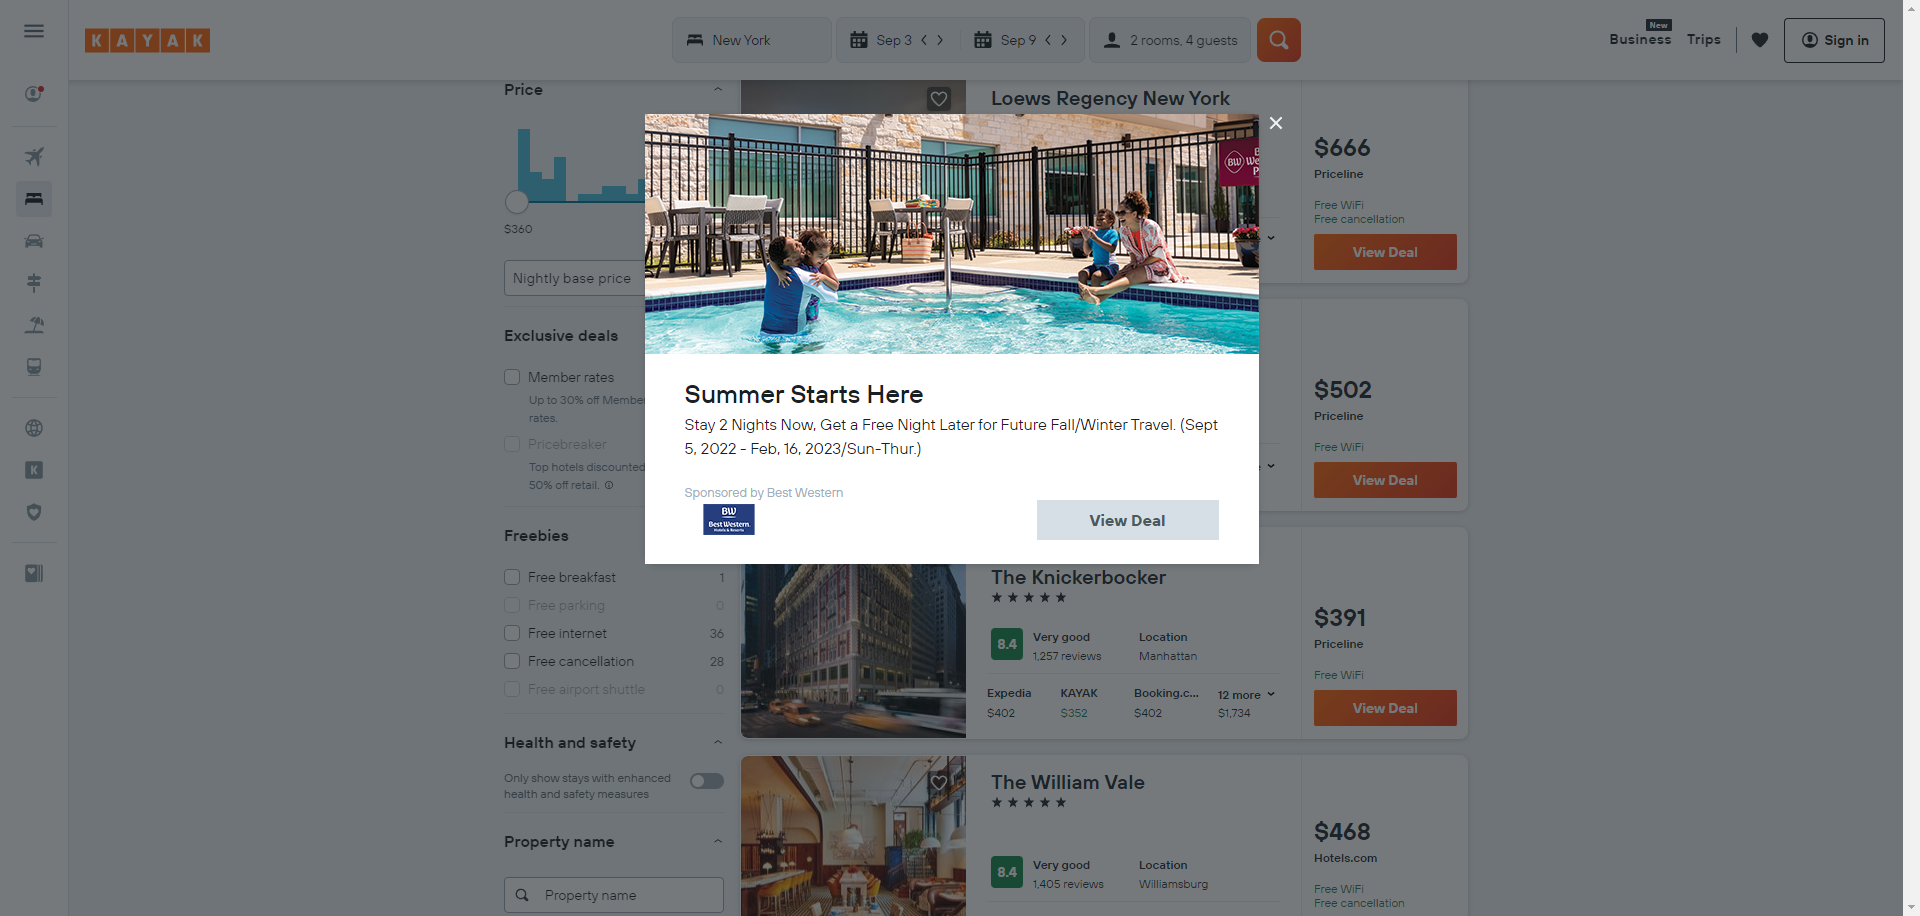 KAYAK
New York
Sep 3
Sep 9
2 rooms, 4 guests
New
Business
Trips
Sign in
Price
$360
Nightly base price
Exclusive deals
Member rates
Up to 30% off Member
rates.
Pricebreaker
Top hotels discounted
50% off retail.
Freebies
Free breakfast 1
Free parking 0
Free internet 36
Free cancellation 28
Free airport shuttle 0
Health and safety
Only show stays with enhanced
health and safety measures
Property name
Property name
Loews Regency New York
$666
Priceline
Free WiFi
Free cancellation
View Deal
$502
Priceline
Free WiFi
View Deal
BW
Summer Starts Here
Stay 2 Nights Now, Get a Free Night Later for Future Fall/Winter Travel. (Sept
5, 2022 - Feb, 16, 2023/Sun-Thur.)
Sponsored by Best Western
BW
Best Western
Hotels & Resorts
View Deal
The Knickerbocker
8.4
Very good
1,257 reviews
Location
Manhattan
Expedia KAYAK Booking.c... 12 more
$402 $352 $402 $1,734
$391
Priceline
Free WiFi
View Deal
The William Vale
8.4
Very good
1,405 reviews
Location
Williamsburg
$468
Hotels.com
Free WiFi
Free cancellation